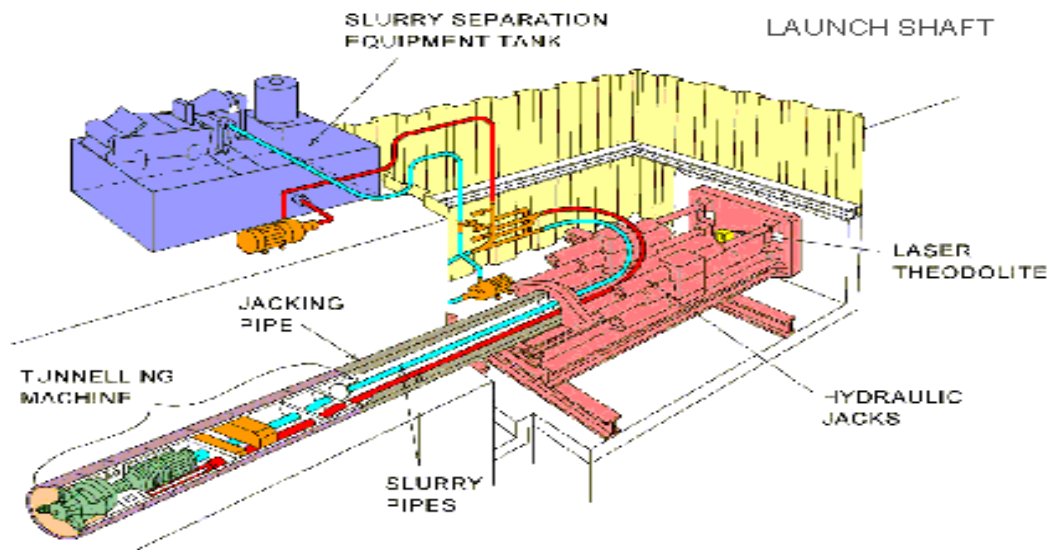 SLURRY SEPARATION
EQUIPMENT TANK
LAUNCH SHAFT
LASER
THEODOLITE
JACKING
PIPE
TUNNELLING
MACHINE
HYDRAULIC
JACKS
SLURRY
PIPES